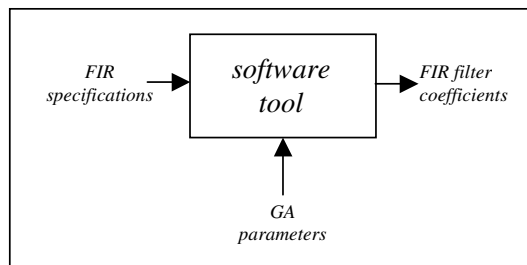 FIR
specifications
software
tool
FIR filter
coefficients
GA
parameters